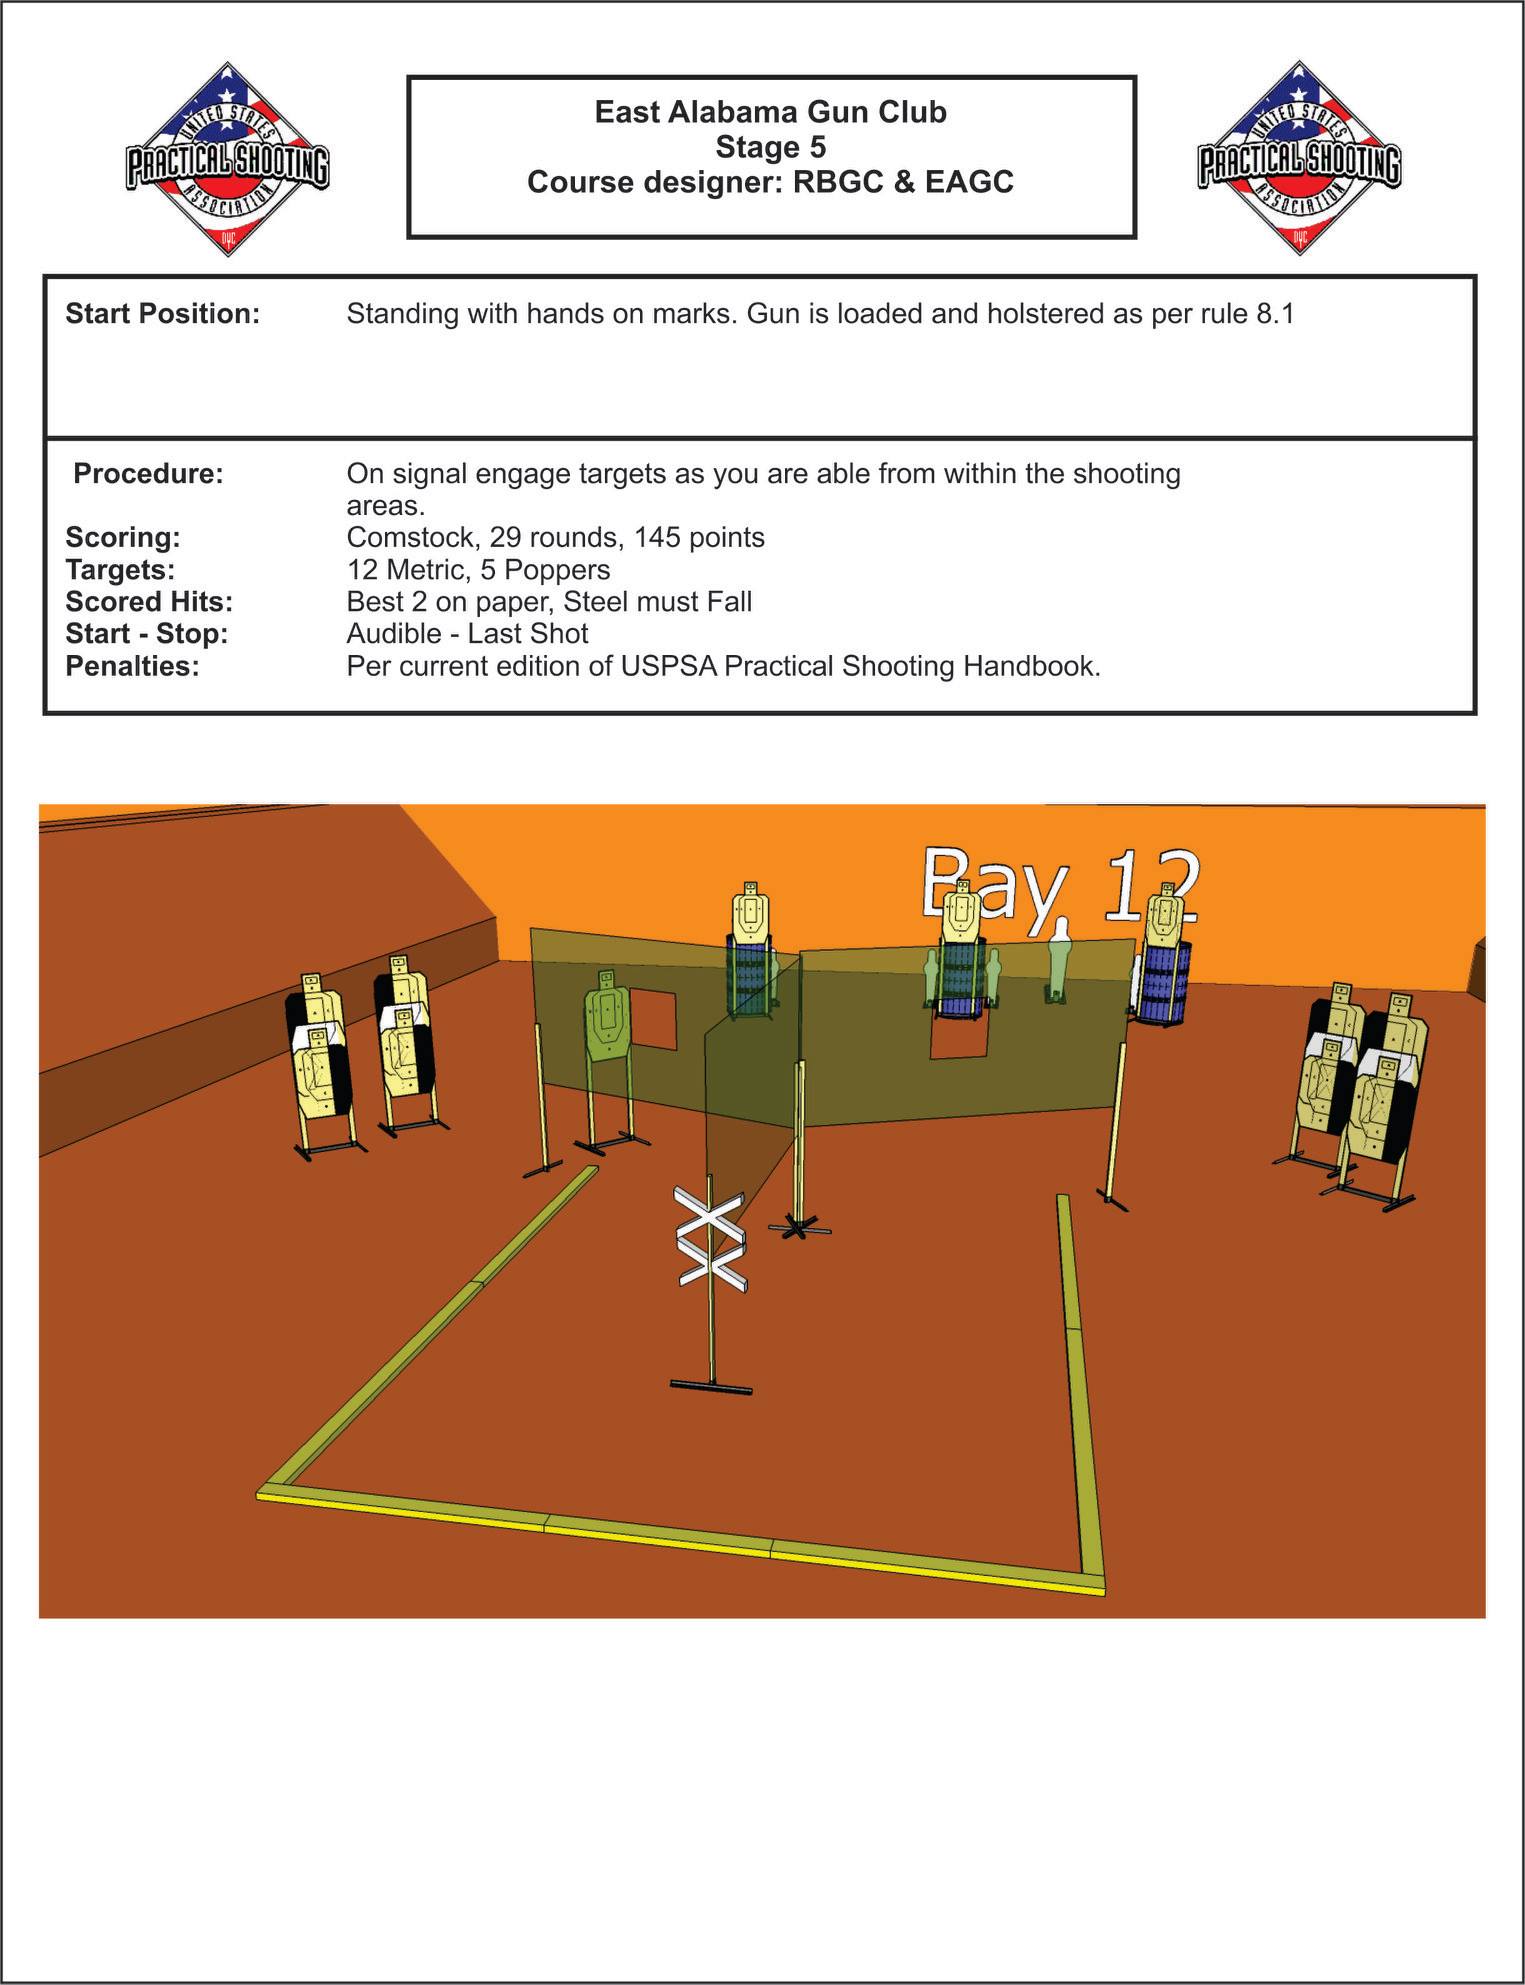 UNITED STATES
PRACTICAL SHOOTING
ASSOCIATION
DVC
East Alabama Gun Club
Stage 5
Course designer: RBGC & EAGC
UNITED STATES
PRACTICAL SHOOTING
ASSOCIATION
DVC
Start Position: Standing with hands on marks. Gun is loaded and holstered as per rule 8.1
Procedure: On signal engage targets as you are able from within the shooting
areas.
Scoring: Comstock, 29 rounds, 145 points
Targets: 12 Metric, 5 Poppers
Scored Hits: Best 2 on paper, Steel must Fall
Start - Stop: Audible - Last Shot
Penalties: Per current edition of USPSA Practical Shooting Handbook.
Bay 12